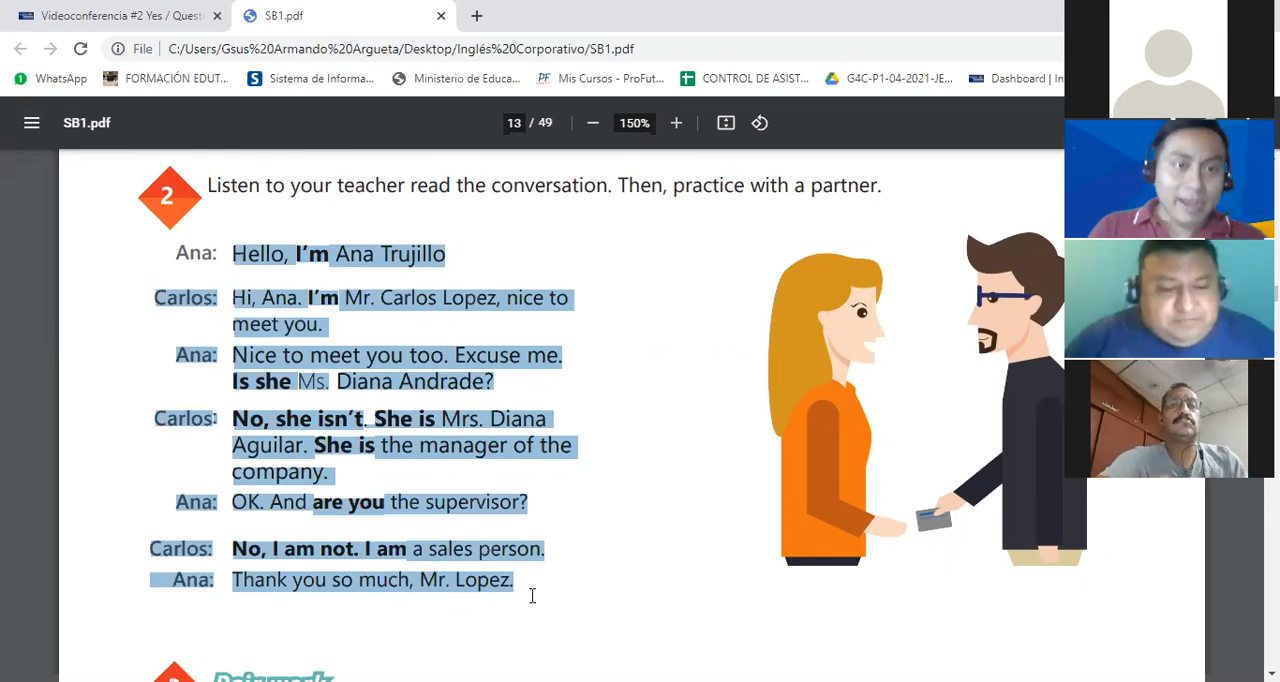 Videoconferencia #2 Yes / Quest
SB1.pdf
File C:/Users/Gsus%20Armando%20Argueta/Desktop/Inglés%20Corporativo/SB1.pdf
WhatsApp FORMACIÓN EDUT... Sistema de Informa... Ministerio de Educa... PF Mis Cursos - ProFut... CONTROL DE ASIST... G4C-P1-04-2021-JE... Dashboard | In
SB1.pdf 13 / 49 150%
2 Listen to your teacher read the conversation. Then, practice with a partner.
Ana: Hello, I'm Ana Trujillo
Carlos: Hi, Ana. I'm Mr. Carlos Lopez, nice to
meet you.
Ana: Nice to meet you too. Excuse me.
Is she Ms. Diana Andrade?
Carlos: No, she isn't. She is Mrs. Diana
Aguilar. She is the manager of the
company.
Ana: OK. And are you the supervisor?
Carlos: No, I am not. I am a sales person.
Ana: Thank you so much, Mr. Lopez.
Pair work